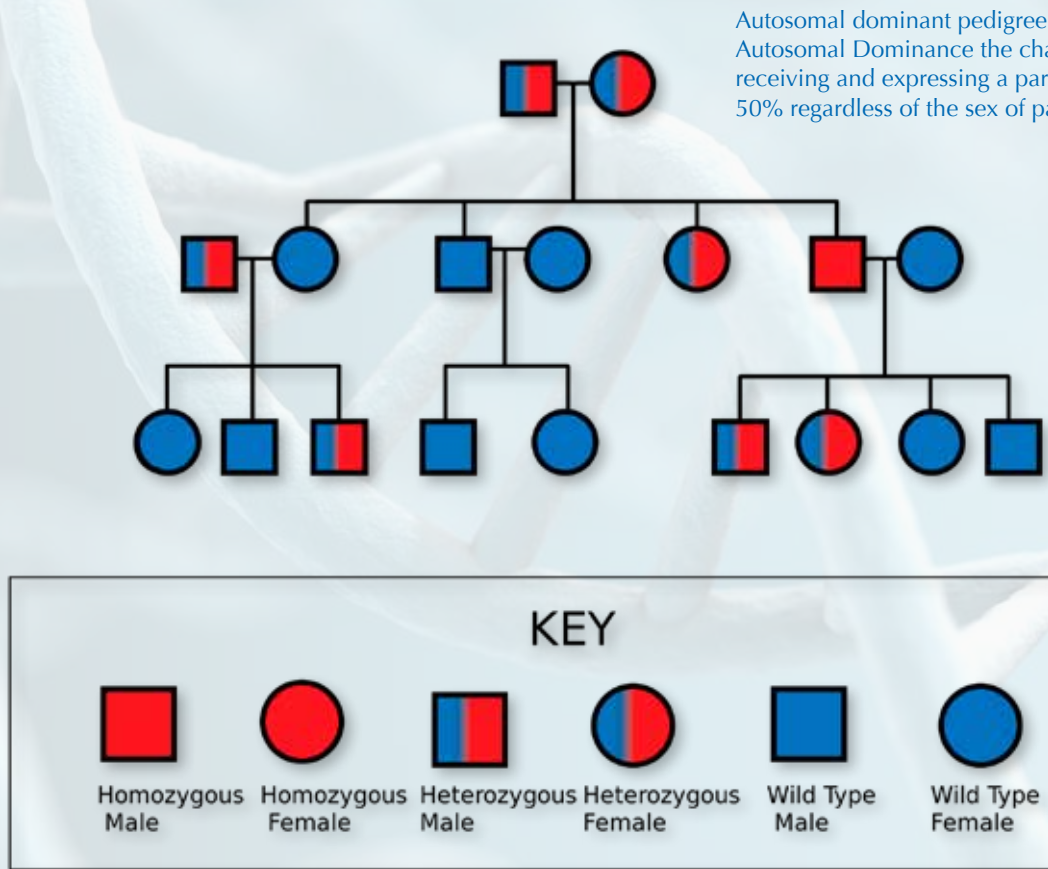 Autosomal dominant pedigree
Autosomal Dominance the cha
receiving and expressing a par
50% regardless of the sex of pa
KEY
Homozygous Homozygous Heterozygous Heterozygous Wild Type Wild Type
Male Female Male Female Male Female